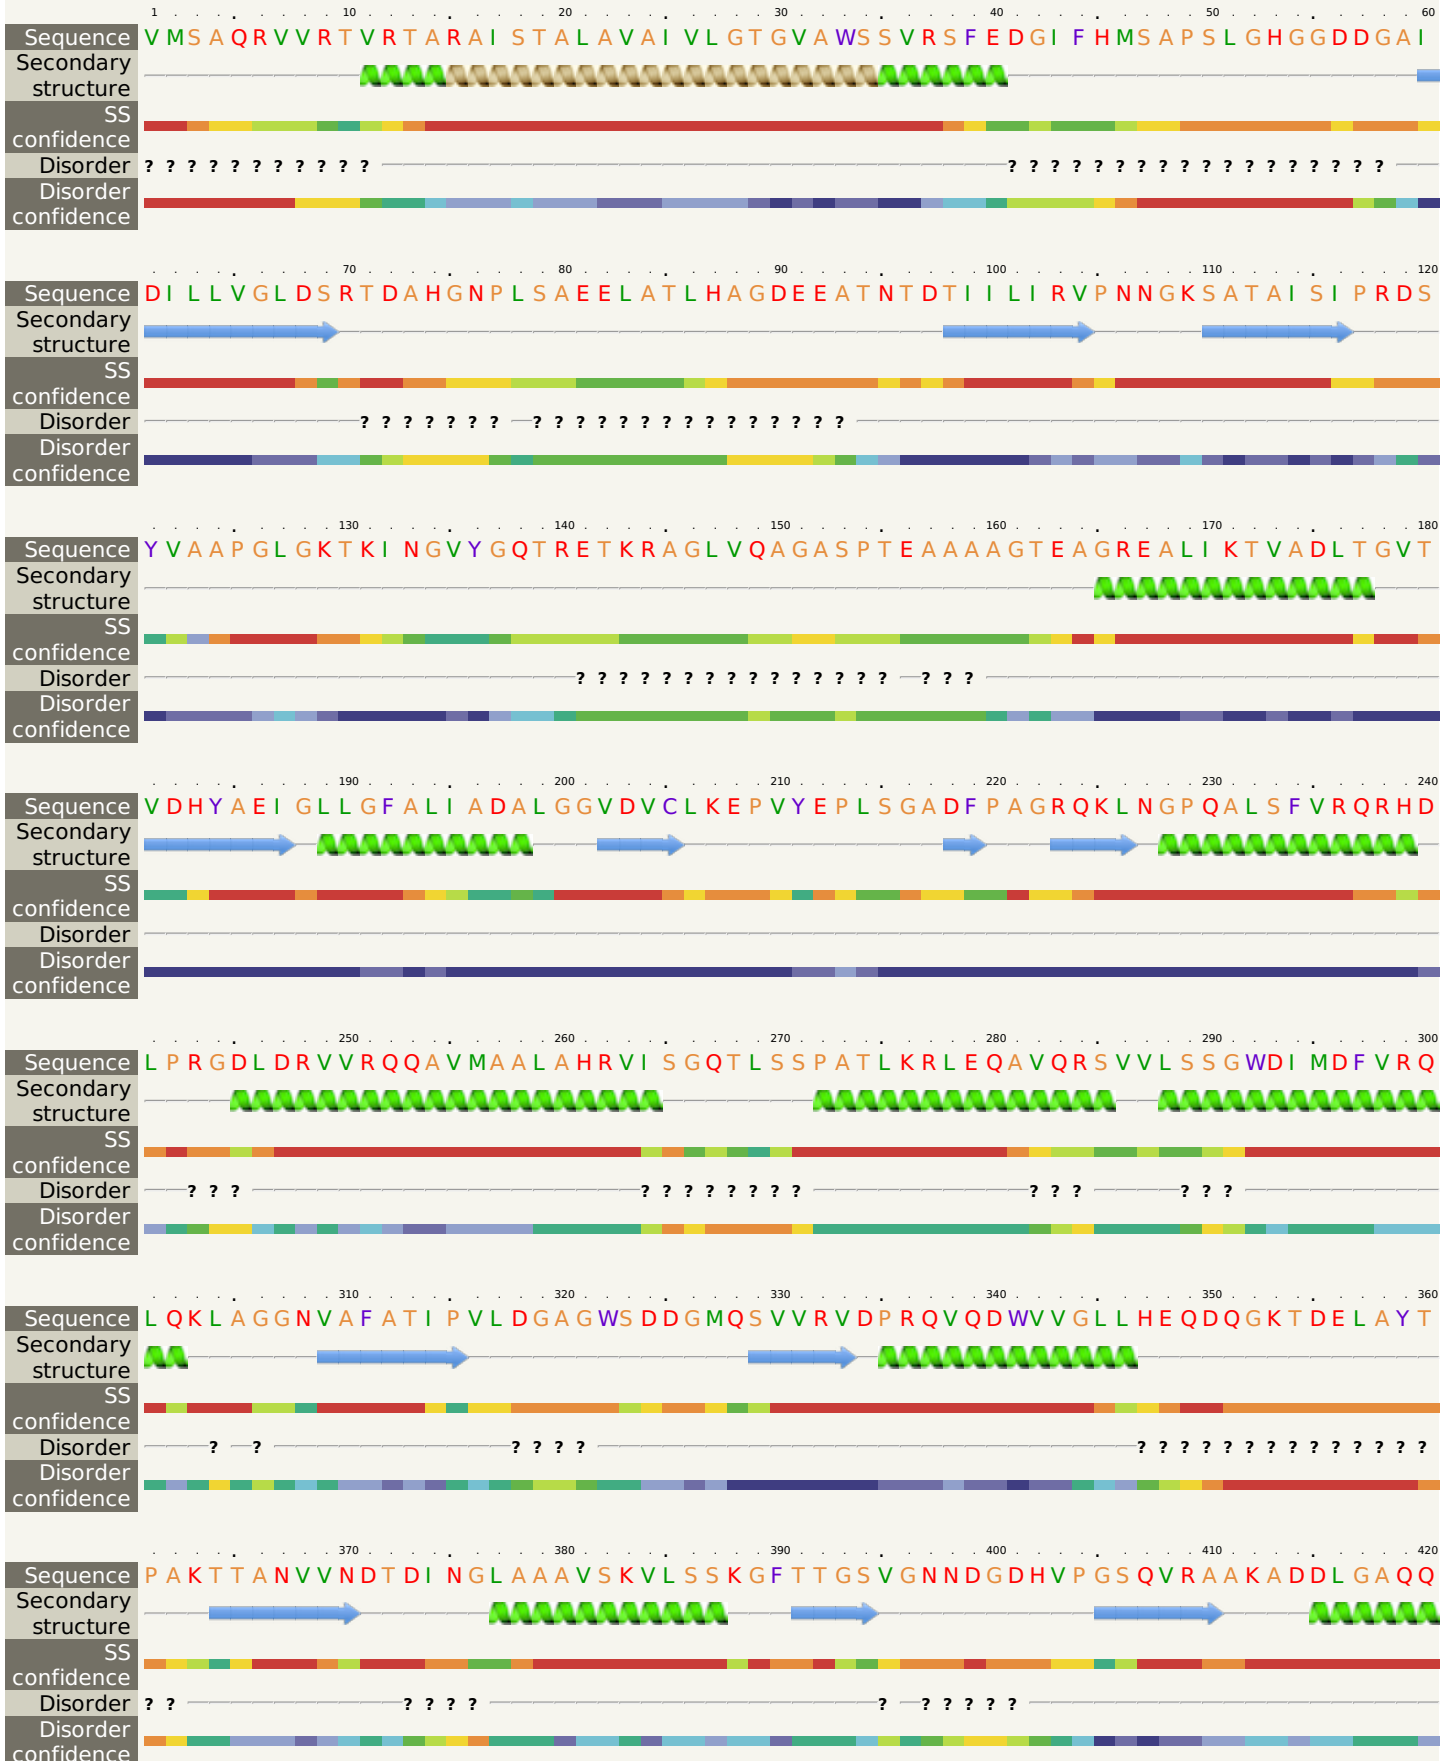 1 10 20 30 40 50 60
Sequence VMSAQRVVRTVRTARAISTALAVAIVLGTGVAWSSVRSFEDGIFHMSAPSLGHGGDDGAI
Secondary
structure
SS
confidence
Disorder ? ? ? ? ? ? ? ? ? ? ? ? ? ? ? ? ? ? ? ? ? ? ? ? ? ? ? ? ?
Disorder
confidence
70 80 90 100 110 120
Sequence DILLVGLDSRTDAHGNPLSAEELATLHAGDEEATNTDTIILIRVPNNGKSATAISIPRDS
Secondary
structure
SS
confidence
Disorder ? ? ? ? ? ? ? ? ? ? ? ? ? ? ? ? ? ? ? ? ? ? ?
Disorder
confidence
130 140 150 160 170 180
Sequence YVAAPGLGKTKINGVYGQTRETKRAGLVQAGASPTEAAAAGTEAGREALIKTVADLTGVT
Secondary
structure
SS
confidence
Disorder ? ? ? ? ? ? ? ? ? ? ? ? ? ? ? ? ? ?
Disorder
confidence
190 200 210 220 230 240
Sequence VDHYAEIGLLGFALIADALGGVDVCLKEPVYEPLSGADFPAGRQKLNGPQALSFVRQRHD
Secondary
structure
SS
confidence
Disorder
Disorder
confidence
250 260 270 280 290 300
Sequence LPRGDLDRVVRQQAVMAALAHRVISGQTLSSPATLKRLEQAVQRSVVLSSGWDIMDFVRQ
Secondary
structure
SS
confidence
Disorder ? ? ? ? ? ? ? ? ? ? ? ? ? ? ? ? ?
Disorder
confidence
310 320 330 340 350 360
Sequence LQKLAGGNVAFATIPVLDGAGWSDDGMQSVVRVDPRQVQDWVVGLLHEQDQGKTDELAYT
Secondary
structure
SS
confidence
Disorder ? ? ? ? ? ? ? ? ? ? ? ? ? ? ? ? ? ? ? ?
Disorder
confidence
370 380 390 400 410 420
Sequence PAKTTANVVNDTDINGLAAAVSKVLSSKGFTTGSVGNNDGDHVPGSQVRAAKADDLGAQQ
Secondary
structure
SS
confidence
Disorder ? ? ? ? ? ? ? ? ? ? ? ?
Disorder
confidence